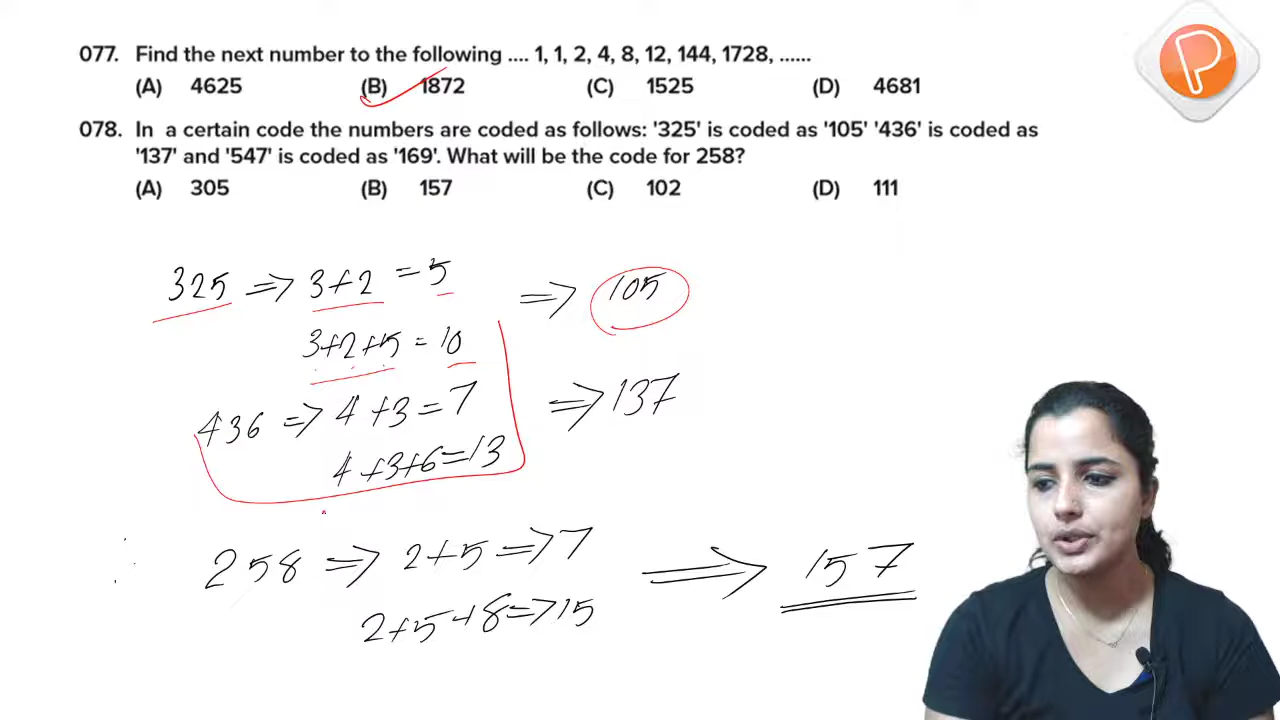 077. Find the next number to the following .... 1, 1, 2, 4, 8, 12, 144, 1728, ......
(A) 4625 (B) 1872 (C) 1525 (D) 4681
078. In a certain code the numbers are coded as follows: '325' is coded as '105' '436' is coded as
'137' and '547' is coded as '169'. What will be the code for 258?
(A) 305 (B) 157 (C) 102 (D) 111
325 => 3+2 = 5 => 105
3+2+5 = 10
436 => 4+3 = 7 => 137
4+3+6=13
∴ 258 => 2+5 => 7 => 157
2+5+8=>15